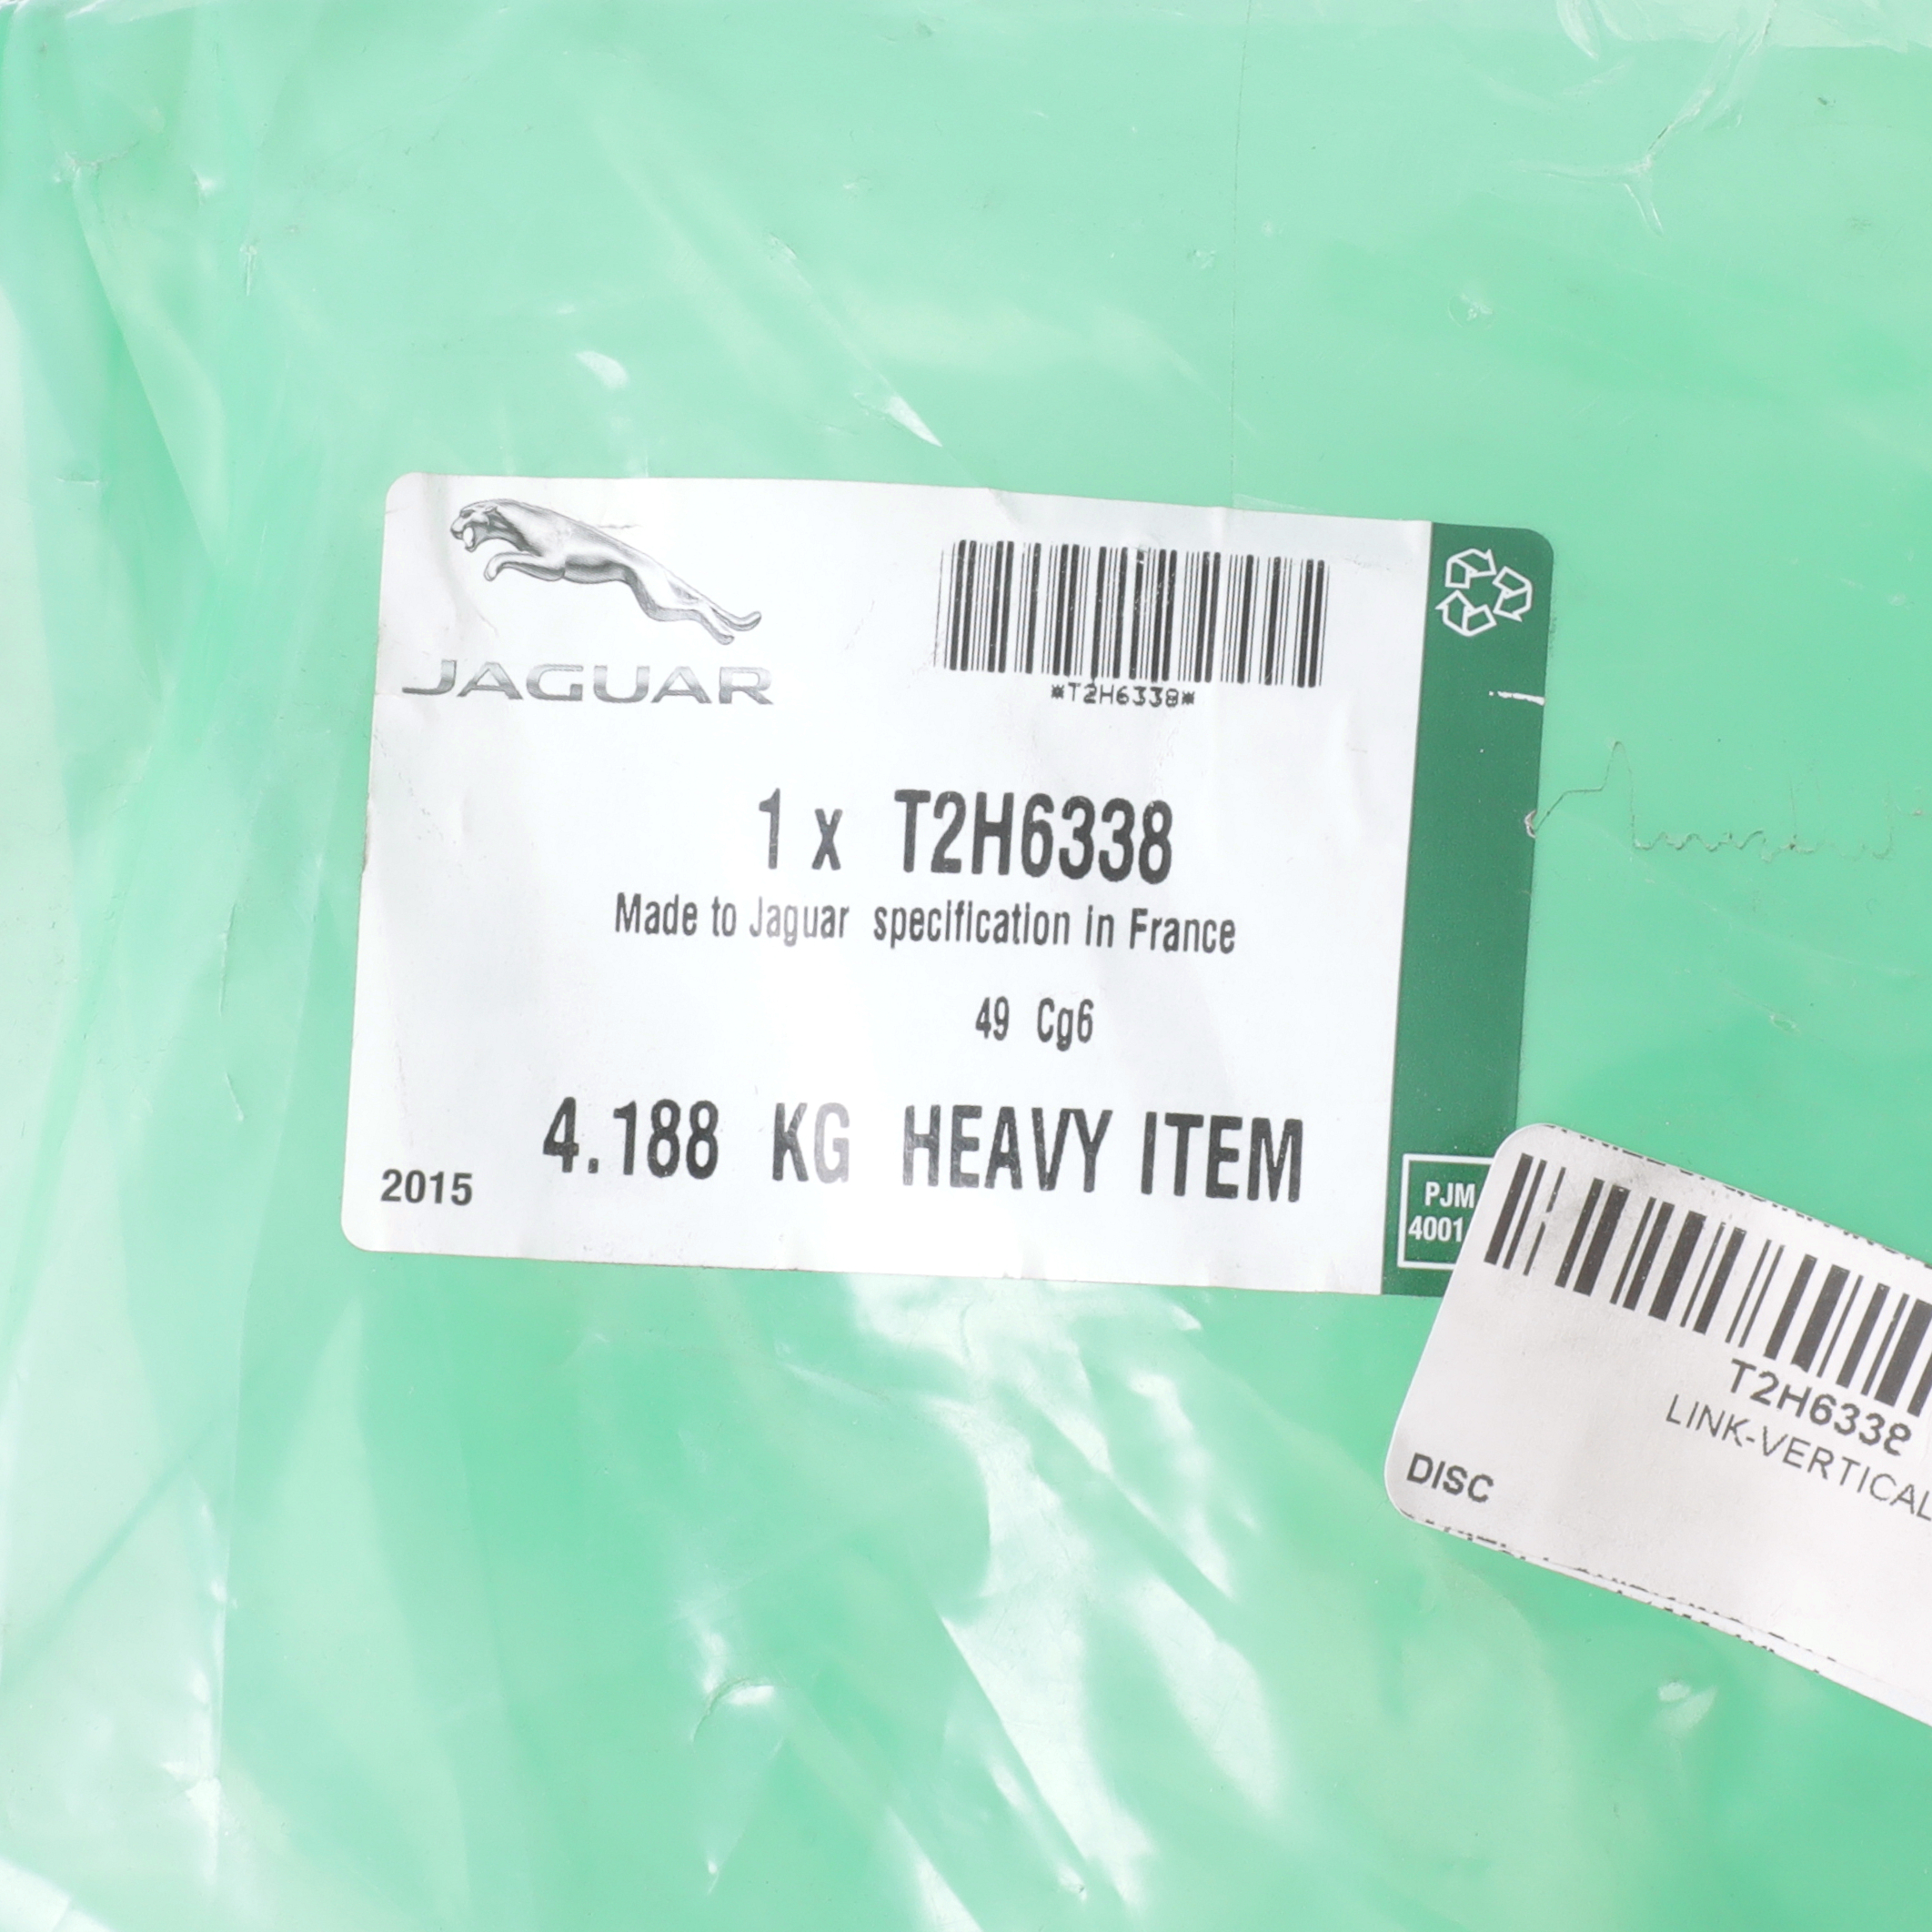 JAGUAR
*T2H6338*
1 x T2H6338
Made to Jaguar specification in France
49 Cg6
4.188 KG HEAVY ITEM
2015
PJM
4001
T2H6338
LINK-VERTICAL
DISC